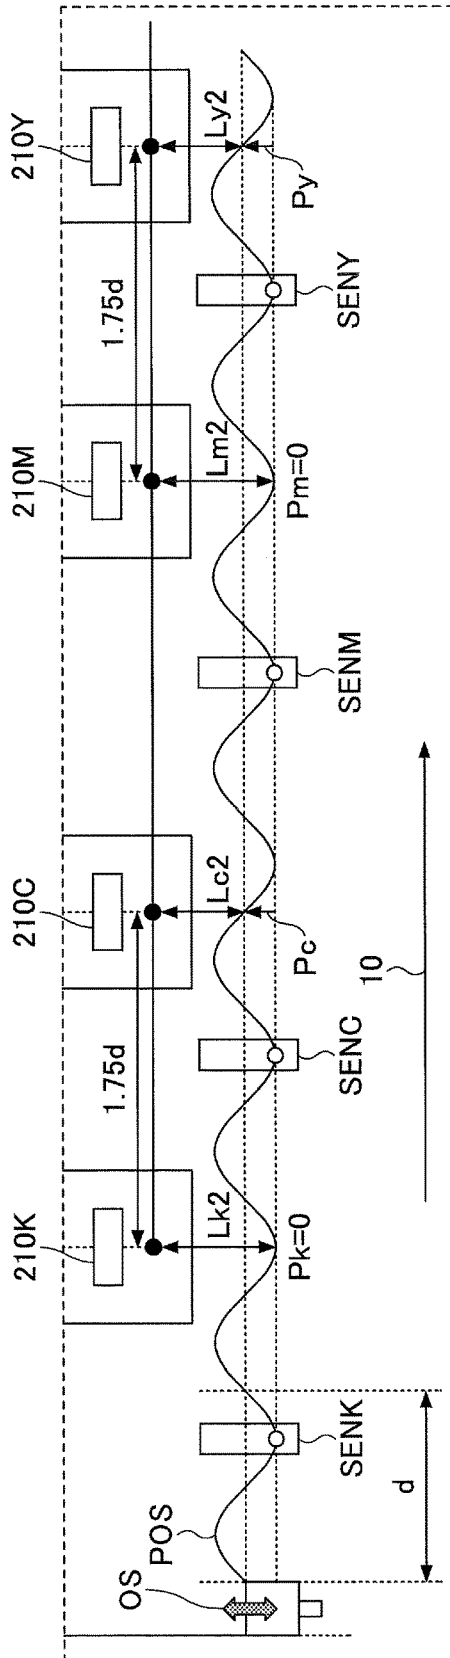 210K
210C
210M
210Y
1.75d
1.75d
Lk2
Lc2
Lm2
Ly2
OS
POS
Pk=0
Pc
Pm=0
Py
SENK
SENC
SENM
SENY
d
10